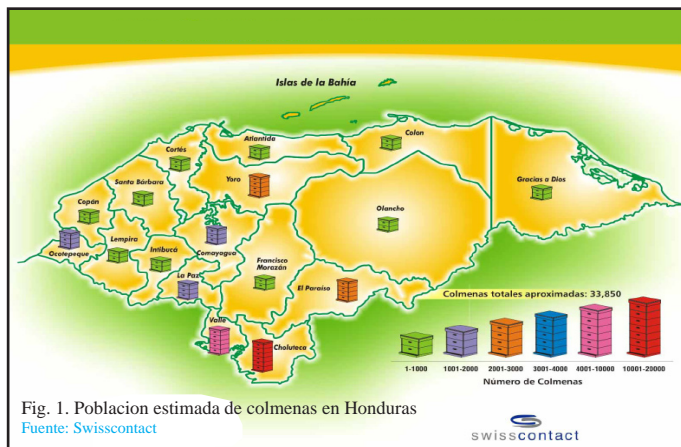 Islas de la Bahía
Atlantida
Colon
Cortés
Yoro
Santa Bárbara
Gracias a Dios
Copán
Olancho
Lempira
Intibucá
Comayagua
Ocotepeque
Francisco
Morazán
La Paz
El Paraíso
Colmenas totales aproximadas: 33,850
Valle
Choluteca
1-1000
1001-2000
2001-3000
3001-4000
4001-10000
10001-20000
Número de Colmenas
Fig. 1. Poblacion estimada de colmenas en Honduras
Fuente: Swisscontact
swisscontact